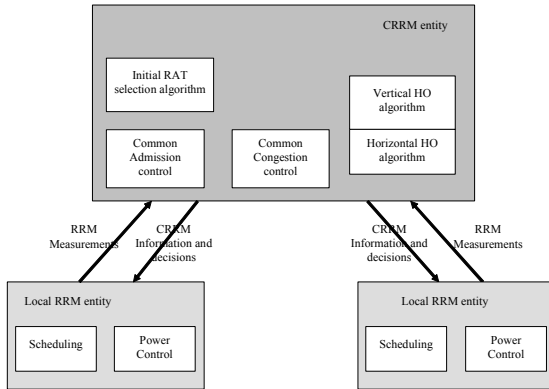 CRRM entity
Initial RAT
selection algorithm
Vertical HO
algorithm
Common
Admission
control
Common
Congestion
control
Horizontal HO
algorithm
RRM
Measurements
CRRM
Information and
decisions
CRRM
Information and
decisions
RRM
Measurements
Local RRM entity
Scheduling
Power
Control
Local RRM entity
Scheduling
Power
Control